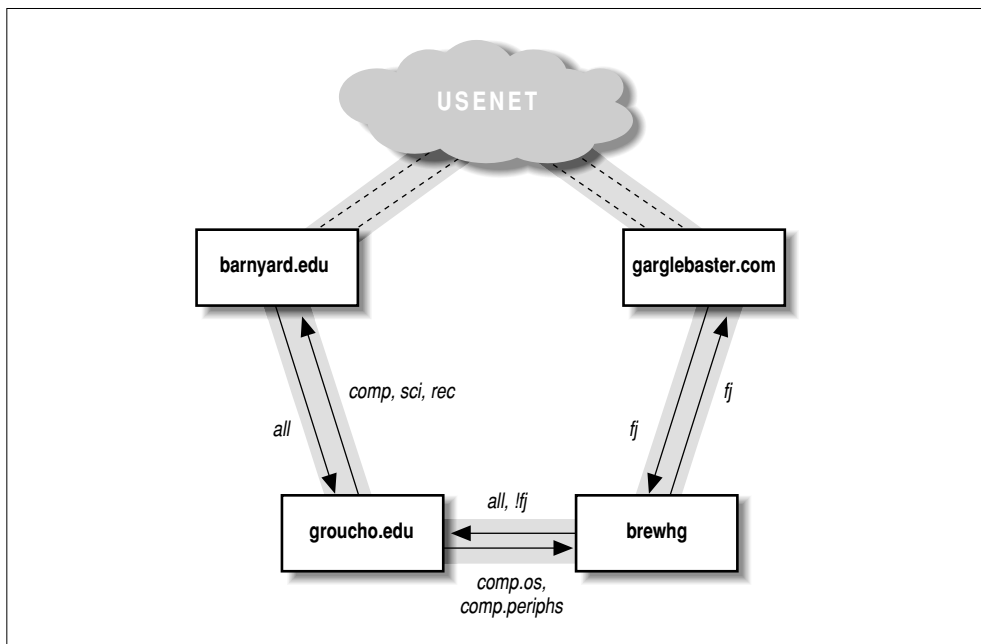 USENET
barnyard.edu
garglebaster.com
comp, sci, rec
all
fj
fj
all, !fj
groucho.edu
brewhg
comp.os,
comp.periphs